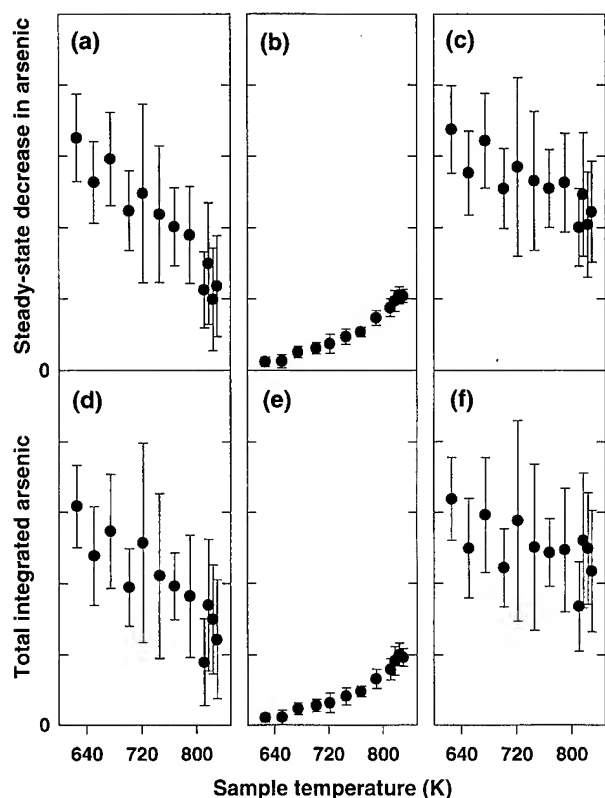 (a) (b) (c)
Steady-state decrease in arsenic
0
(d) (e) (f)
Total integrated arsenic
0
640 720 800 640 720 800 640 720 800
Sample temperature (K)